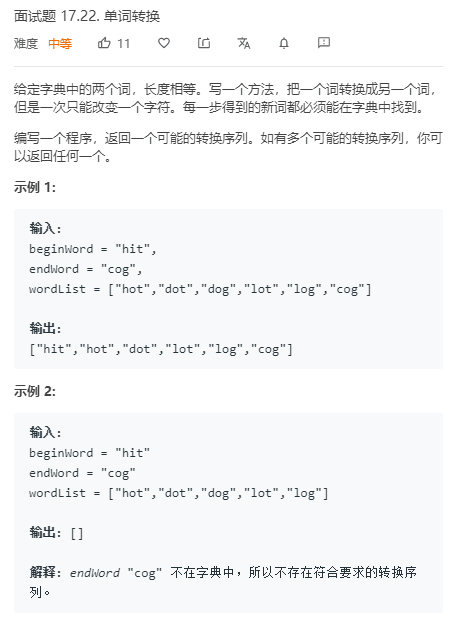 面试题 17.22. 单词转换
难度 中等 11
给定字典中的两个词，长度相等。写一个方法，把一个词转换成另一个词，
但是一次只能改变一个字符。每一步得到的新词都必须能在字典中找到。
编写一个程序，返回一个可能的转换序列。如有多个可能的转换序列，你可
以返回任何一个。
示例 1:
输入:
beginWord = "hit",
endWord = "cog",
wordList = ["hot","dot","dog","lot","log","cog"]
输出:
["hit","hot","dot","lot","log","cog"]
示例 2:
输入:
beginWord = "hit"
endWord = "cog"
wordList = ["hot","dot","dog","lot","log"]
输出: []
解释: endWord "cog" 不在字典中，所以不存在符合要求的转换序
列。